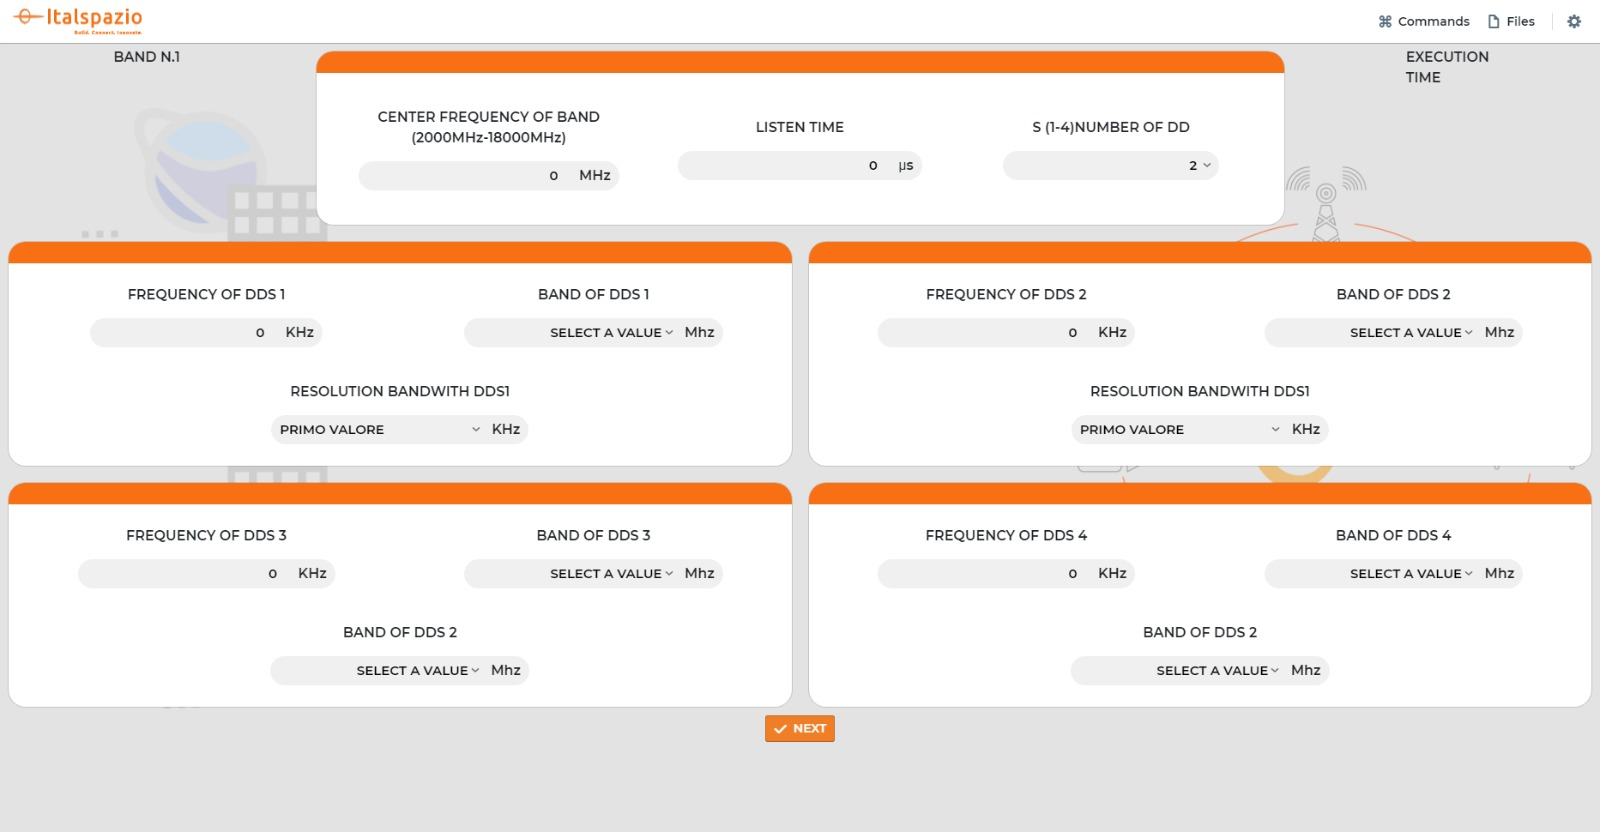 Italspazio
Build. Connect. Innovate.
Commands
Files
BAND N.1
EXECUTION
TIME
CENTER FREQUENCY OF BAND
(2000MHz-18000MHz)
0 MHz
LISTEN TIME
0 µs
S (1-4)NUMBER OF DD
2
FREQUENCY OF DDS 1
0 KHz
BAND OF DDS 1
SELECT A VALUE Mhz
RESOLUTION BANDWITH DDS1
PRIMO VALORE KHz
FREQUENCY OF DDS 2
0 KHz
BAND OF DDS 2
SELECT A VALUE Mhz
RESOLUTION BANDWITH DDS1
PRIMO VALORE KHz
FREQUENCY OF DDS 3
0 KHz
BAND OF DDS 3
SELECT A VALUE Mhz
BAND OF DDS 2
SELECT A VALUE Mhz
FREQUENCY OF DDS 4
0 KHz
BAND OF DDS 4
SELECT A VALUE Mhz
BAND OF DDS 2
SELECT A VALUE Mhz
NEXT